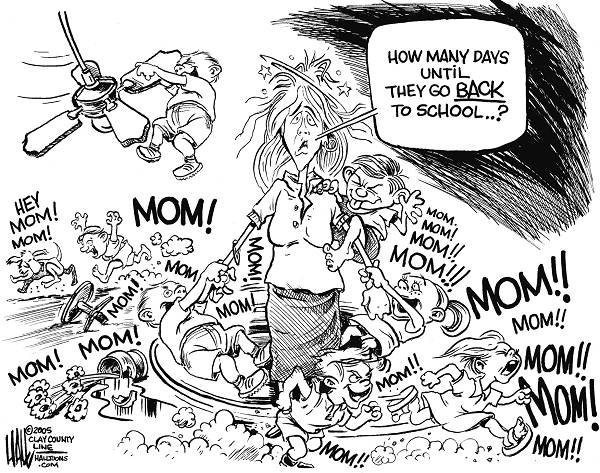 HOW MANY DAYS
UNTIL
THEY GO BACK
TO SCHOOL..?
HEY
MOM!
MOM!
MOM!
MOM
MOM!
MOM!
MOM!
MOM!
MOM!
MOM.
MOM.
MOM!!
MOM!!!
MOM!!
MOM!!
MOM!!
MOM!
MOM!!
MOM!!
MOM!!
©2005
CLAY COUNTY
LINE
HALLTOONS
.COM